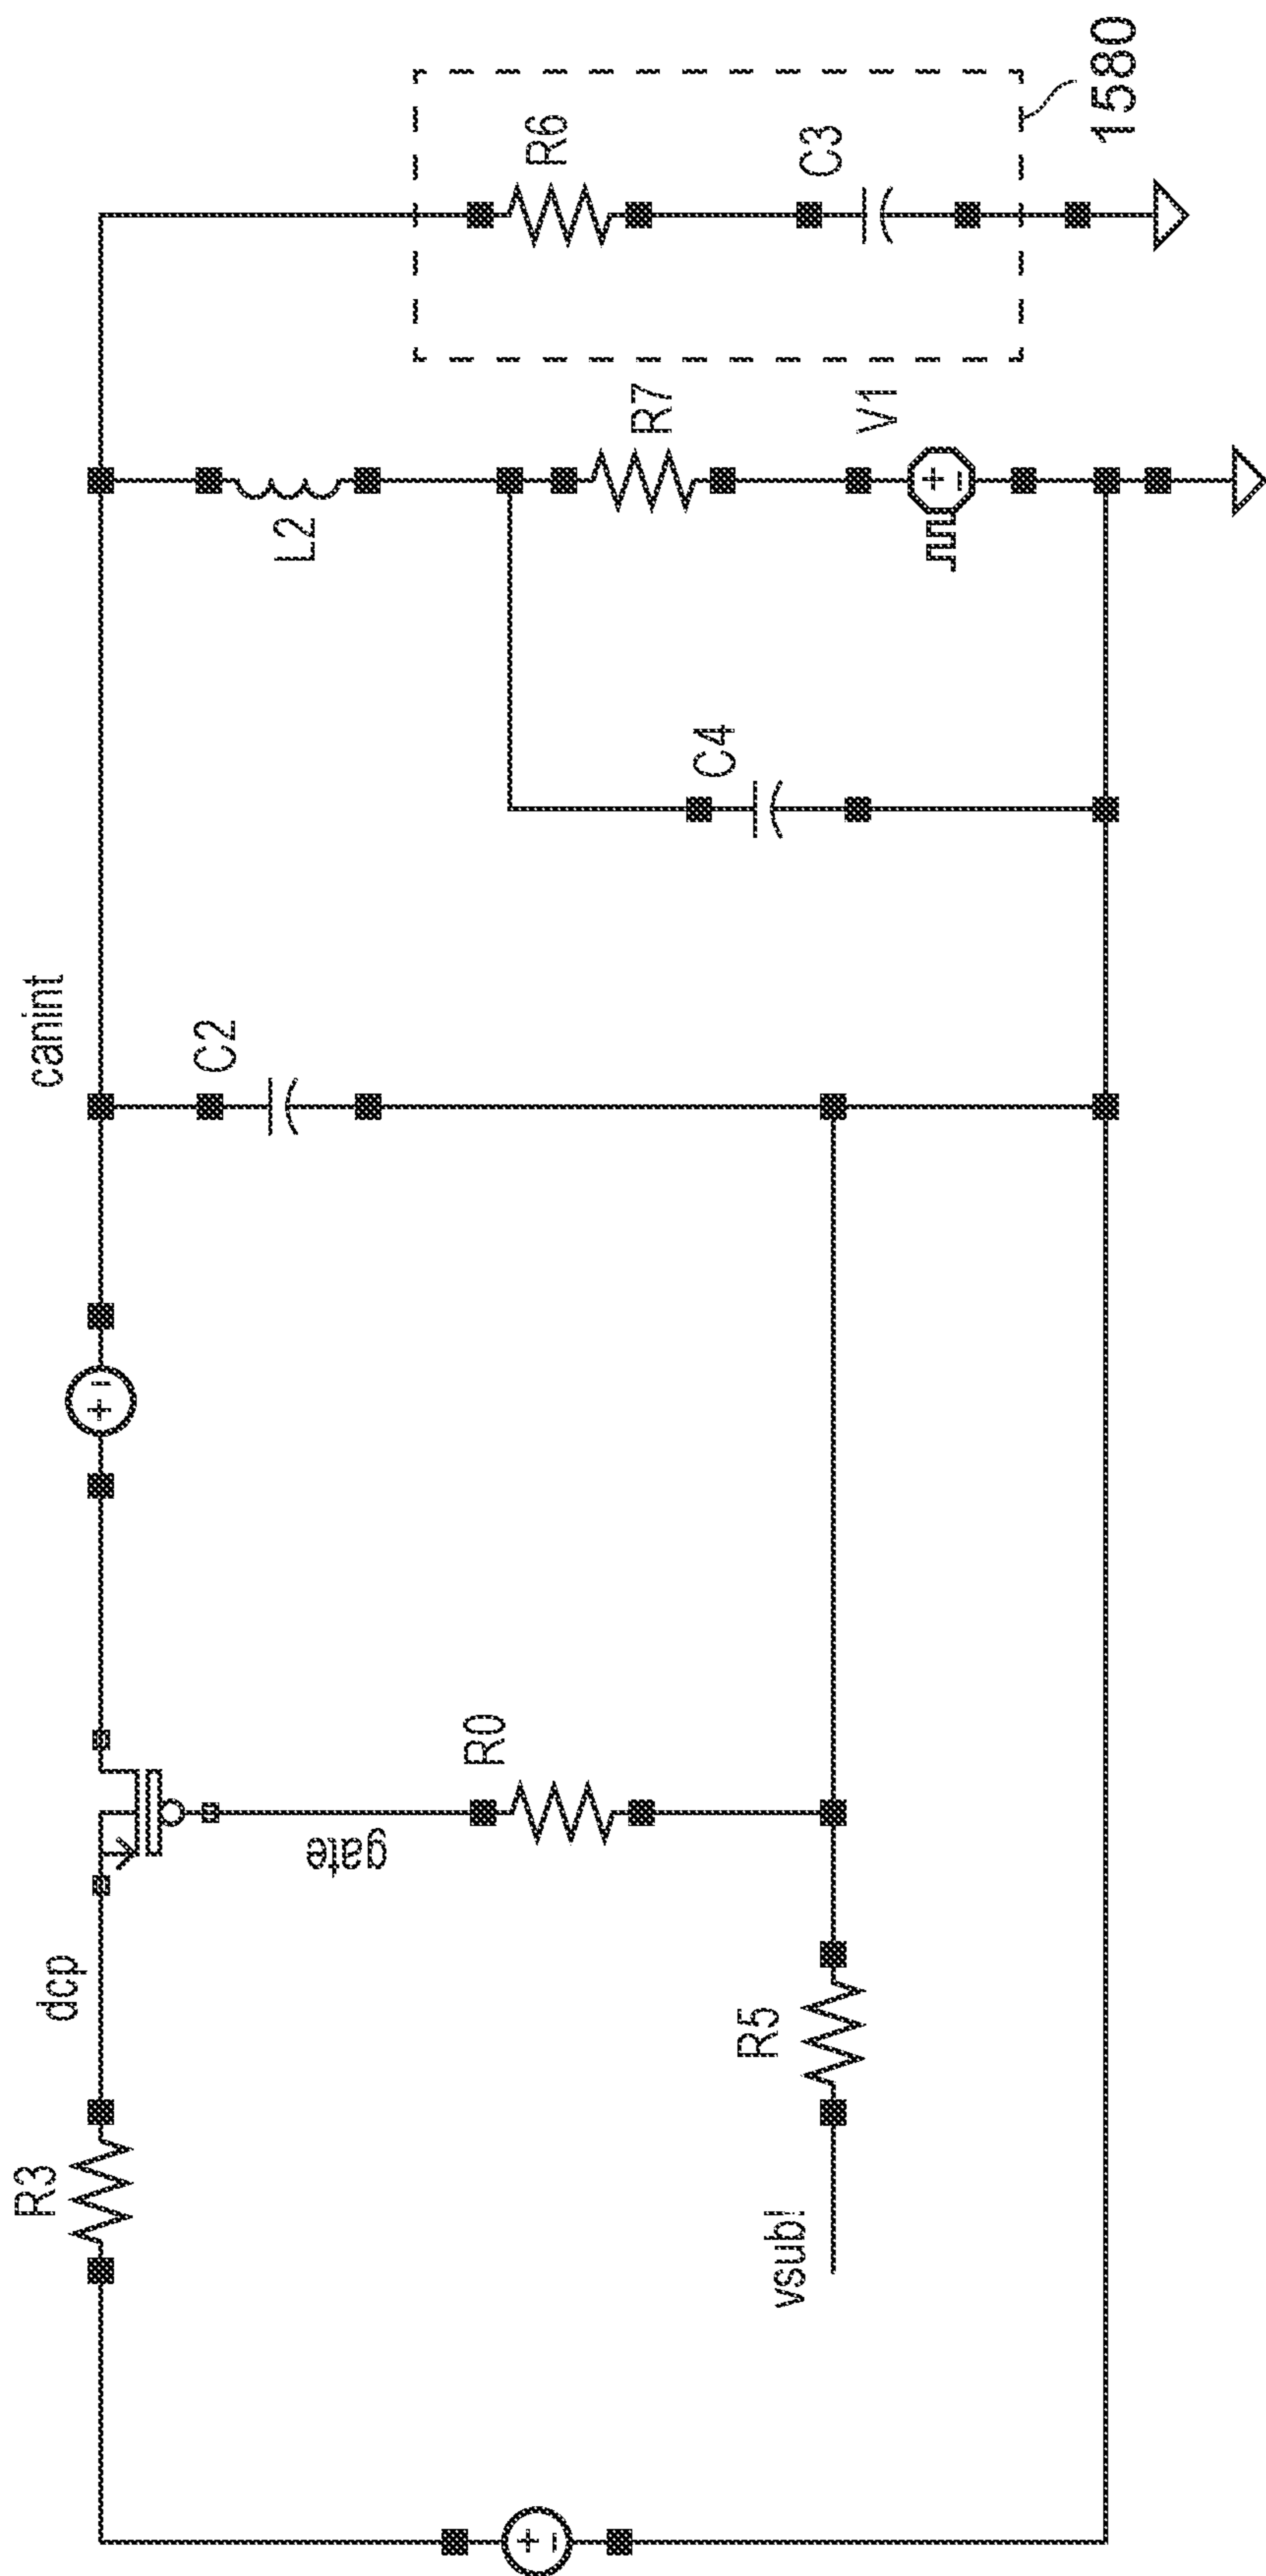 R3
dcp
gate
R0
R5
vsub!
canint
C2
C4
L2
R7
V1
R6
C3
1580